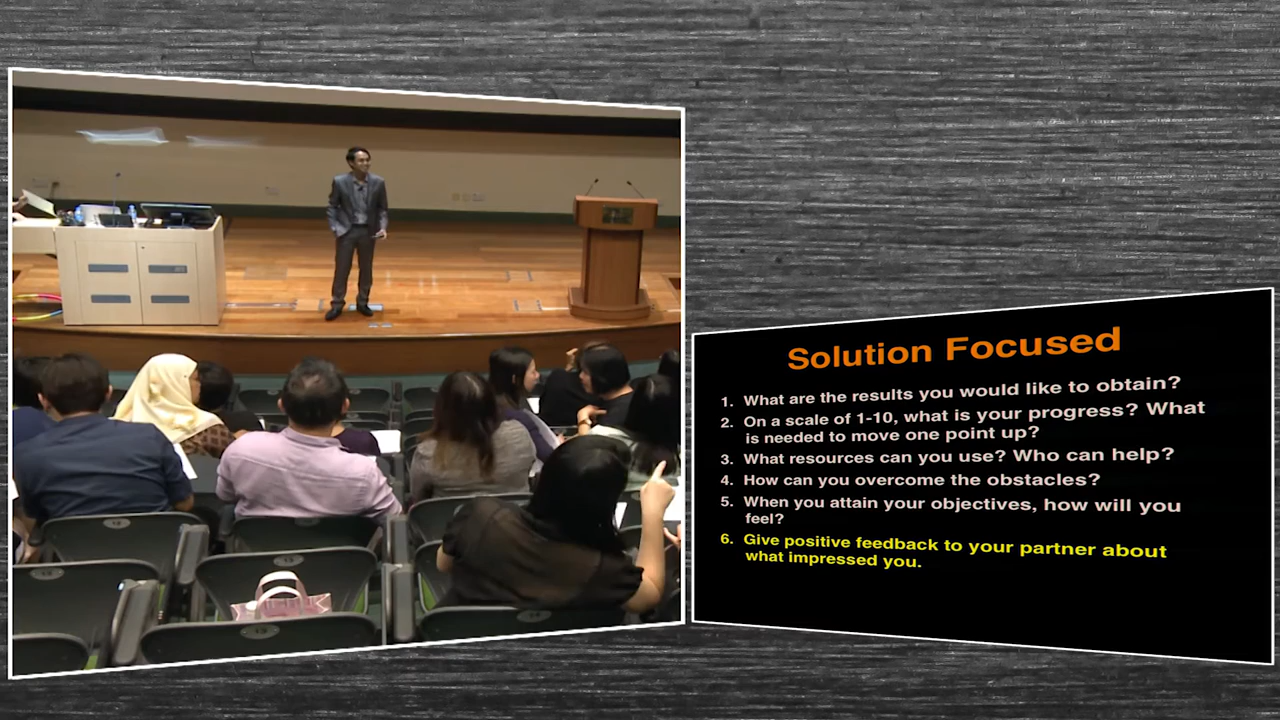 Solution Focused
1. What are the results you would like to obtain?
2. On a scale of 1-10, what is your progress? What
is needed to move one point up?
3. What resources can you use? Who can help?
4. How can you overcome the obstacles?
5. When you attain your objectives, how will you
feel?
6. Give positive feedback to your partner about
what impressed you.